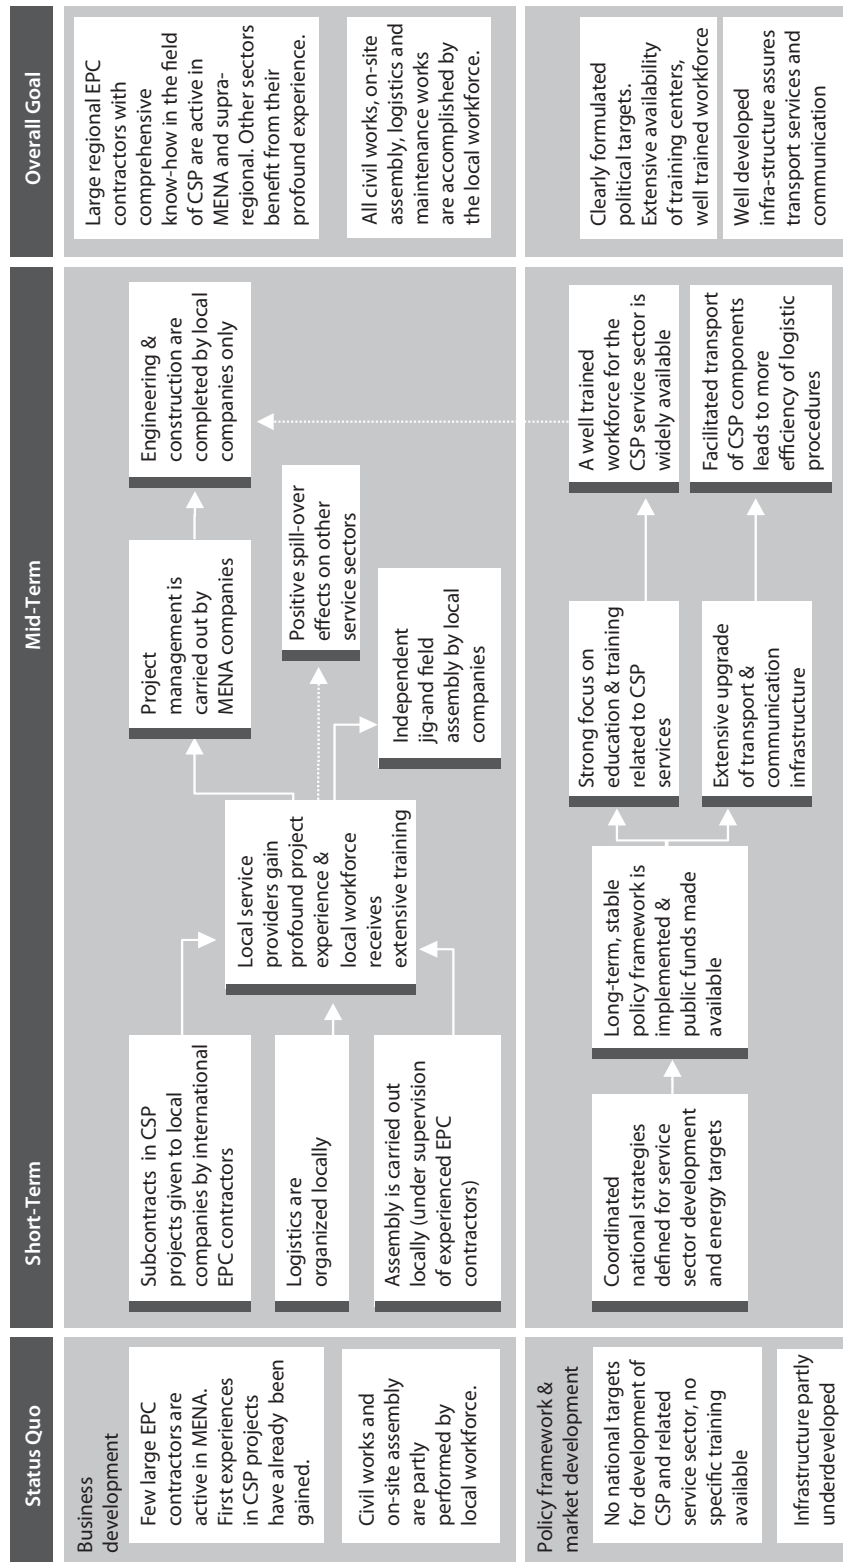 Status Quo
Short-Term
Mid-Term
Overall Goal
Business
development
Few large EPC
contractors are
active in MENA.
First experiences
in CSP projects
have already been
gained.
Civil works and
on-site assembly
are partly
performed by
local workforce.
Subcontracts in CSP
projects given to local
companies by international
EPC contractors
Logistics are
organized locally
Assembly is carried out
locally (under supervision
of experienced EPC
contractors)
Local service
providers gain
profound project
experience &
local workforce
receives
extensive training
Project
management is
carried out by
MENA companies
Positive spill-over
effects on other
service sectors
Independent
jig-and field
assembly by local
companies
Engineering &
construction are
completed by local
companies only
Large regional EPC
contractors with
comprehensive
know-how in the field
of CSP are active in
MENA and supra-
regional. Other sectors
benefit from their
profound experience.
All civil works, on-site
assembly, logistics and
maintenance works
are accomplished by
the local workforce.
Policy framework &
market development
No national targets
for development of
CSP and related
service sector, no
specific training
available
Infrastructure partly
underdeveloped
Coordinated
national strategies
defined for service
sector development
and energy targets
Long-term, stable
policy framework is
implemented &
public funds made
available
Strong focus on
education & training
related to CSP
services
Extensive upgrade
of transport &
communication
infrastructure
A well trained
workforce for the
CSP service sector is
widely available
Facilitated transport
of CSP components
leads to more
efficiency of logistic
procedures
Clearly formulated
political targets.
Extensive availability
of training centers,
well trained workforce
Well developed
infra-structure assures
transport services and
communication